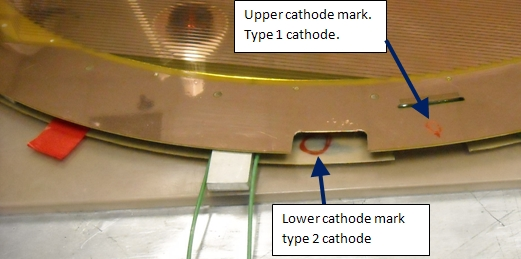 Upper cathode mark.
Type 1 cathode.
Lower cathode mark
type 2 cathode